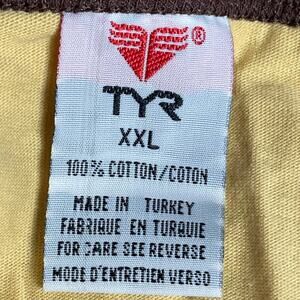 ®
TYR
XXL
100% COTTON/COTON
MADE IN TURKEY
FABRIQUE EN TURQUIE
FOR CARE SEE REVERSE
MODE D'ENTRETIEN VERSO